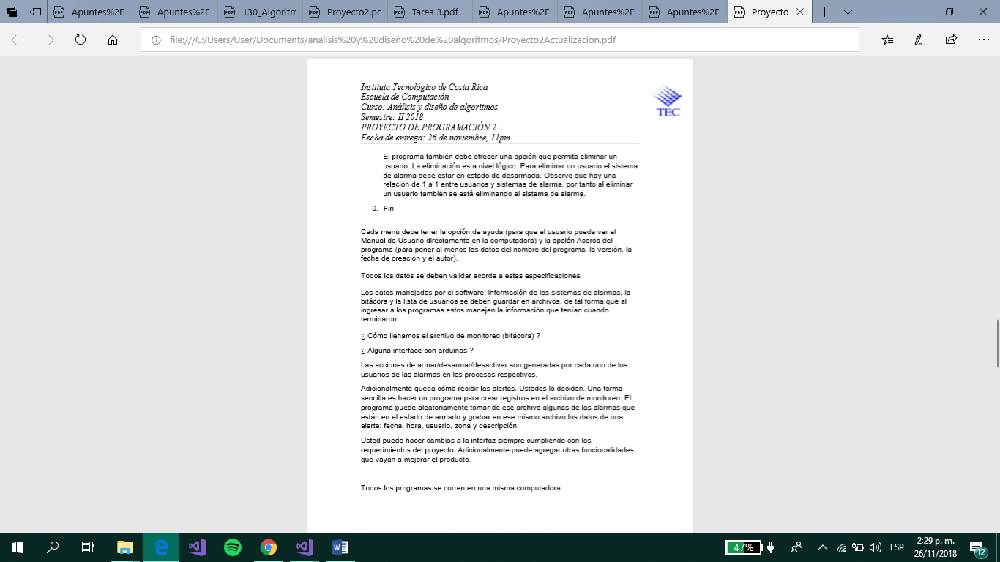 Apuntes%2F
Apuntes%2F
130_Algoritm
Proyecto2.pc
Tarea 3.pdf
Apuntes%2F
Apuntes%2F
Apuntes%2F
Proyecto
file:///C:/Users/User/Documents/analisis%20y%20diseño%20de%20algoritmos/Proyecto2Actualizacion.pdf
Instituto Tecnológico de Costa Rica
Escuela de Computación
Curso: Análisis y diseño de algoritmos
Semestre: II 2018
PROYECTO DE PROGRAMACIÓN 2
Fecha de entrega: 26 de noviembre, 11pm
TEC
El programa también debe ofrecer una opción que permita eliminar un
usuario. La eliminación es a nivel lógico. Para eliminar un usuario el sistema
de alarma debe estar en estado de desarmada. Observe que hay una
relación de 1 a 1 entre usuarios y sistemas de alarma, por tanto al eliminar
un usuario también se está eliminando el sistema de alarma.
0. Fin
Cada menú debe tener la opción de ayuda (para que el usuario pueda ver el
Manual de Usuario directamente en la computadora) y la opción Acerca del
programa (para poner al menos los datos del nombre del programa, la versión, la
fecha de creación y el autor).
Todos los datos se deben validar acorde a estas especificaciones.
Los datos manejados por el software: información de los sistemas de alarmas, la
bitácora y la lista de usuarios se deben guardar en archivos, de tal forma que al
ingresar a los programas estos manejen la información que tenían cuando
terminaron.
¿ Cómo llenamos el archivo de monitoreo (bitácora) ?
¿ Alguna interface con arduinos ?
Las acciones de armar/desarmar/desactivar son generadas por cada uno de los
usuarios de las alarmas en los procesos respectivos.
Adicionalmente queda cómo recibir las alertas. Ustedes lo deciden. Una forma
sencilla es hacer un programa para crear registros en el archivo de monitoreo. El
programa puede aleatoriamente tomar de ese archivo algunas de las alarmas que
están en el estado de armado y grabar en ese mismo archivo los datos de una
alerta: fecha, hora, usuario, zona y descripción.
Usted puede hacer cambios a la interfaz siempre cumpliendo con los
requerimientos del proyecto. Adicionalmente puede agregar otras funcionalidades
que vayan a mejorar el producto.
Todos los programas se corren en una misma computadora.
47%
ESP
2:29 p. m.
26/11/2018
12